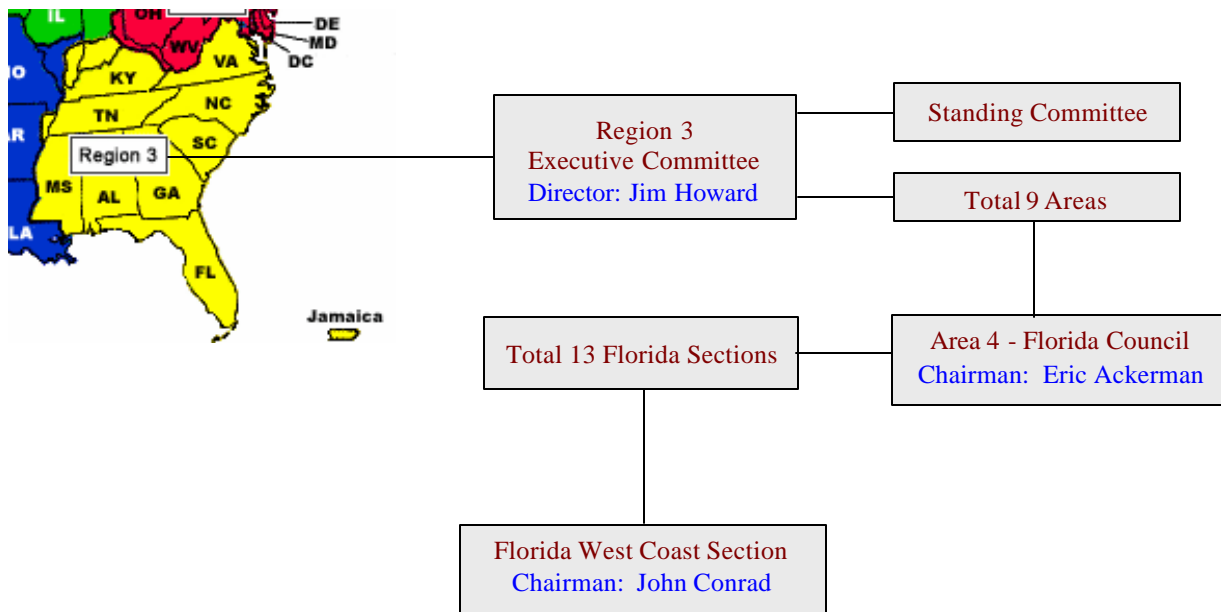 IL
OH
DE
MD
DC
WV
VA
KY
NC
TN
SC
AR
Region 3
MS
AL
GA
LA
FL
Jamaica
Region 3
Executive Committee
Director: Jim Howard
Standing Committee
Total 9 Areas
Area 4 - Florida Council
Chairman: Eric Ackerman
Total 13 Florida Sections
Florida West Coast Section
Chairman: John Conrad